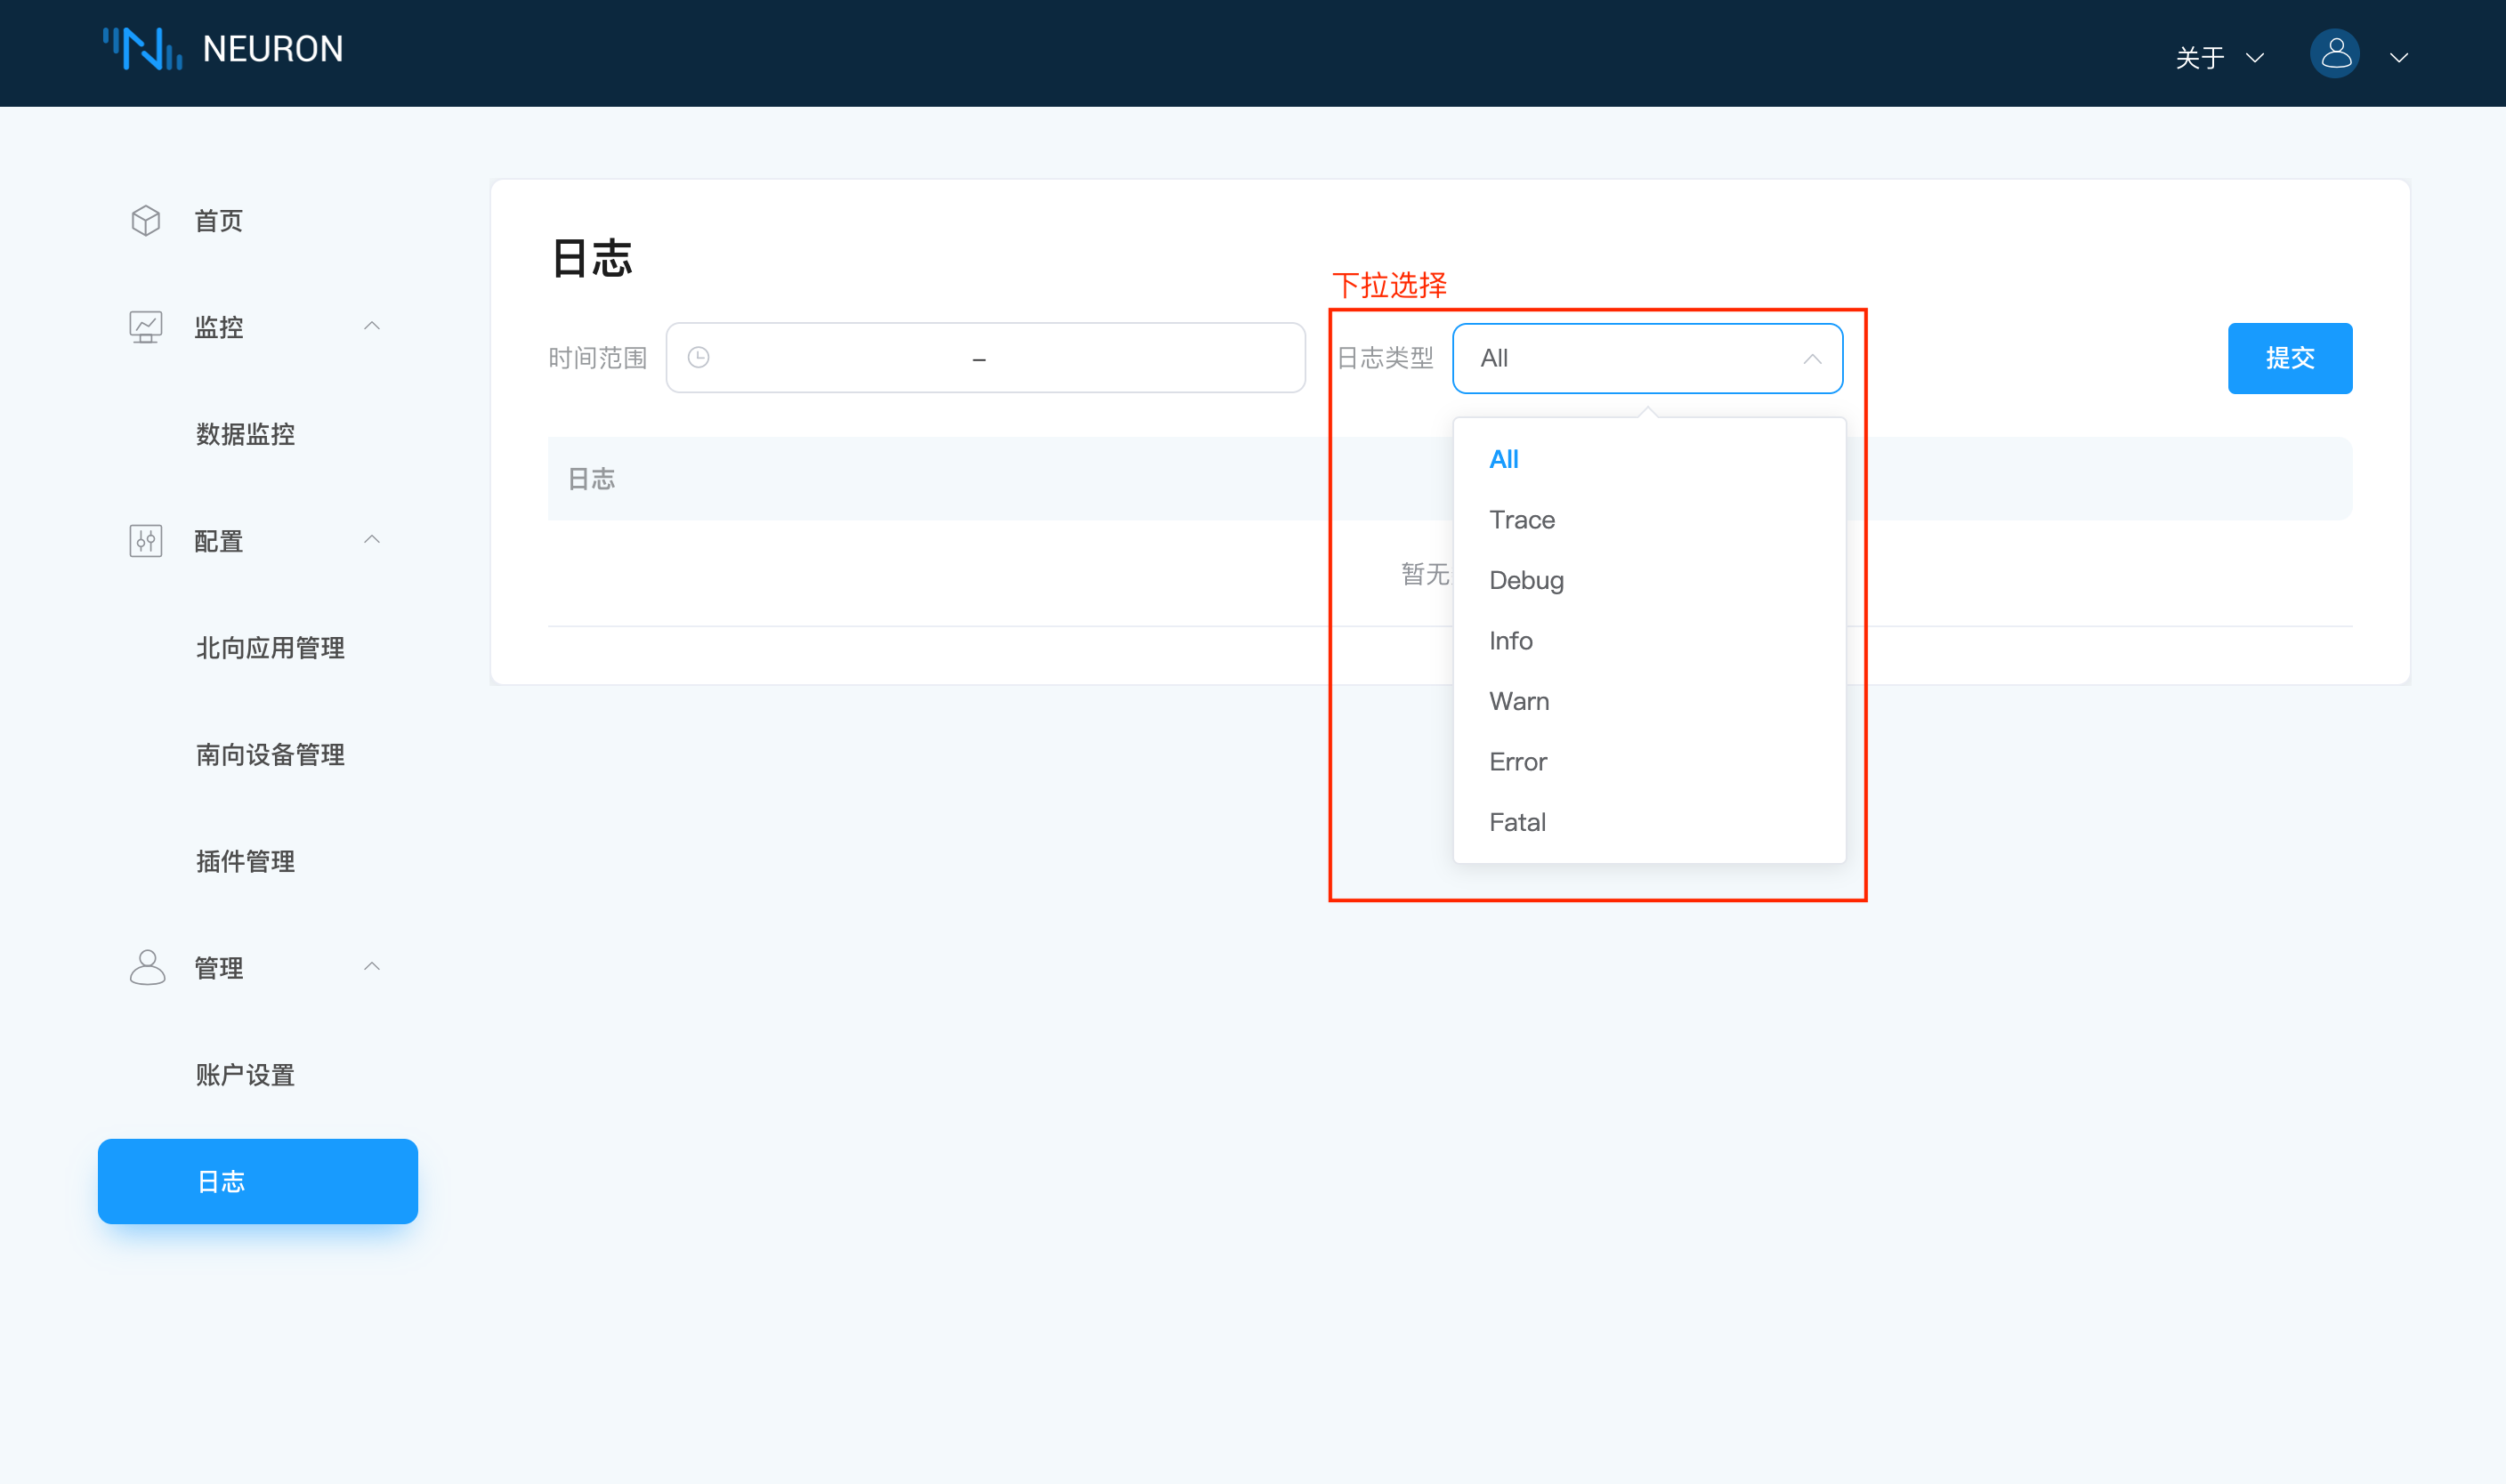 NEURON
关于
首页
监控
数据监控
配置
北向应用管理
南向设备管理
插件管理
管理
账户设置
日志
日志
下拉选择
时间范围
–
日志类型
All
提交
日志
暂无
All
Trace
Debug
Info
Warn
Error
Fatal